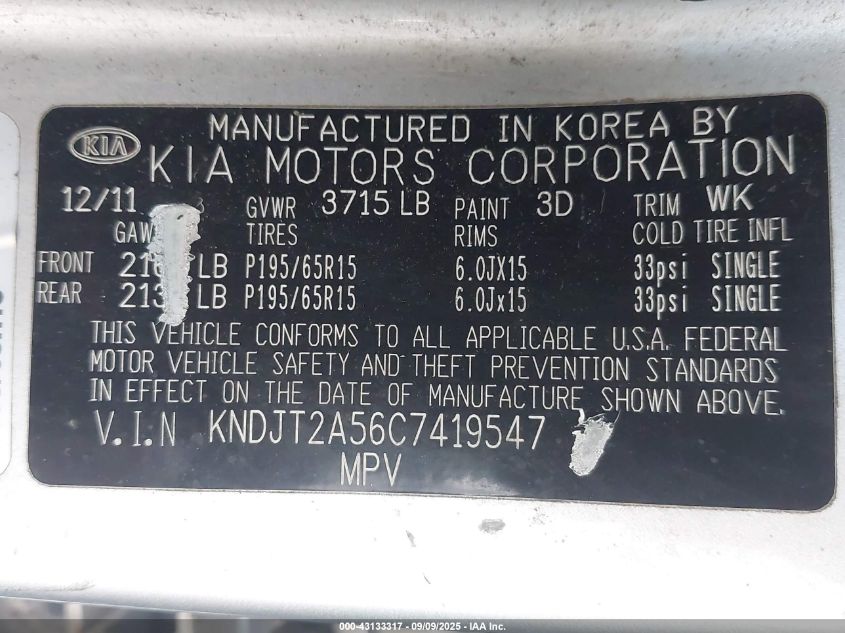 MANUFACTURED IN KOREA BY
KIA KIA MOTORS CORPORATION
12/11 GVWR 3715 LB PAINT 3D TRIM WK
TIRES RIMS COLD TIRE INFL
FRONT LB P195/65R15 6.0JX15 33psi SINGLE
REAR LB P195/65R15 6.0Jx15 33psi SINGLE
THIS VEHICLE CONFORMS TO ALL APPLICABLE U.S.A. FEDERAL
MOTOR VEHICLE SAFETY AND THEFT PREVENTION STANDARDS
IN EFFECT ON THE DATE OF MANUFACTURE SHOWN ABOVE.
V.I.N KNDJT2A56C7419547
MPV
000-43133317 - 09/09/2025 - IAA Inc.